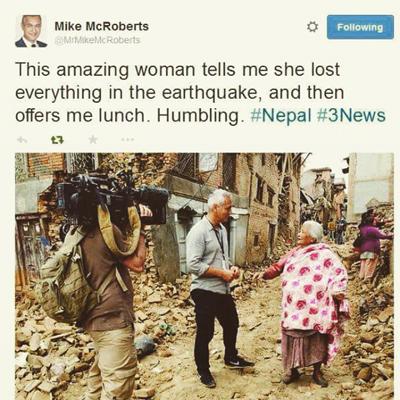 Mike McRoberts
@MrMikeMcRoberts
Following
This amazing woman tells me she lost
everything in the earthquake, and then
offers me lunch. Humbling. #Nepal #3News